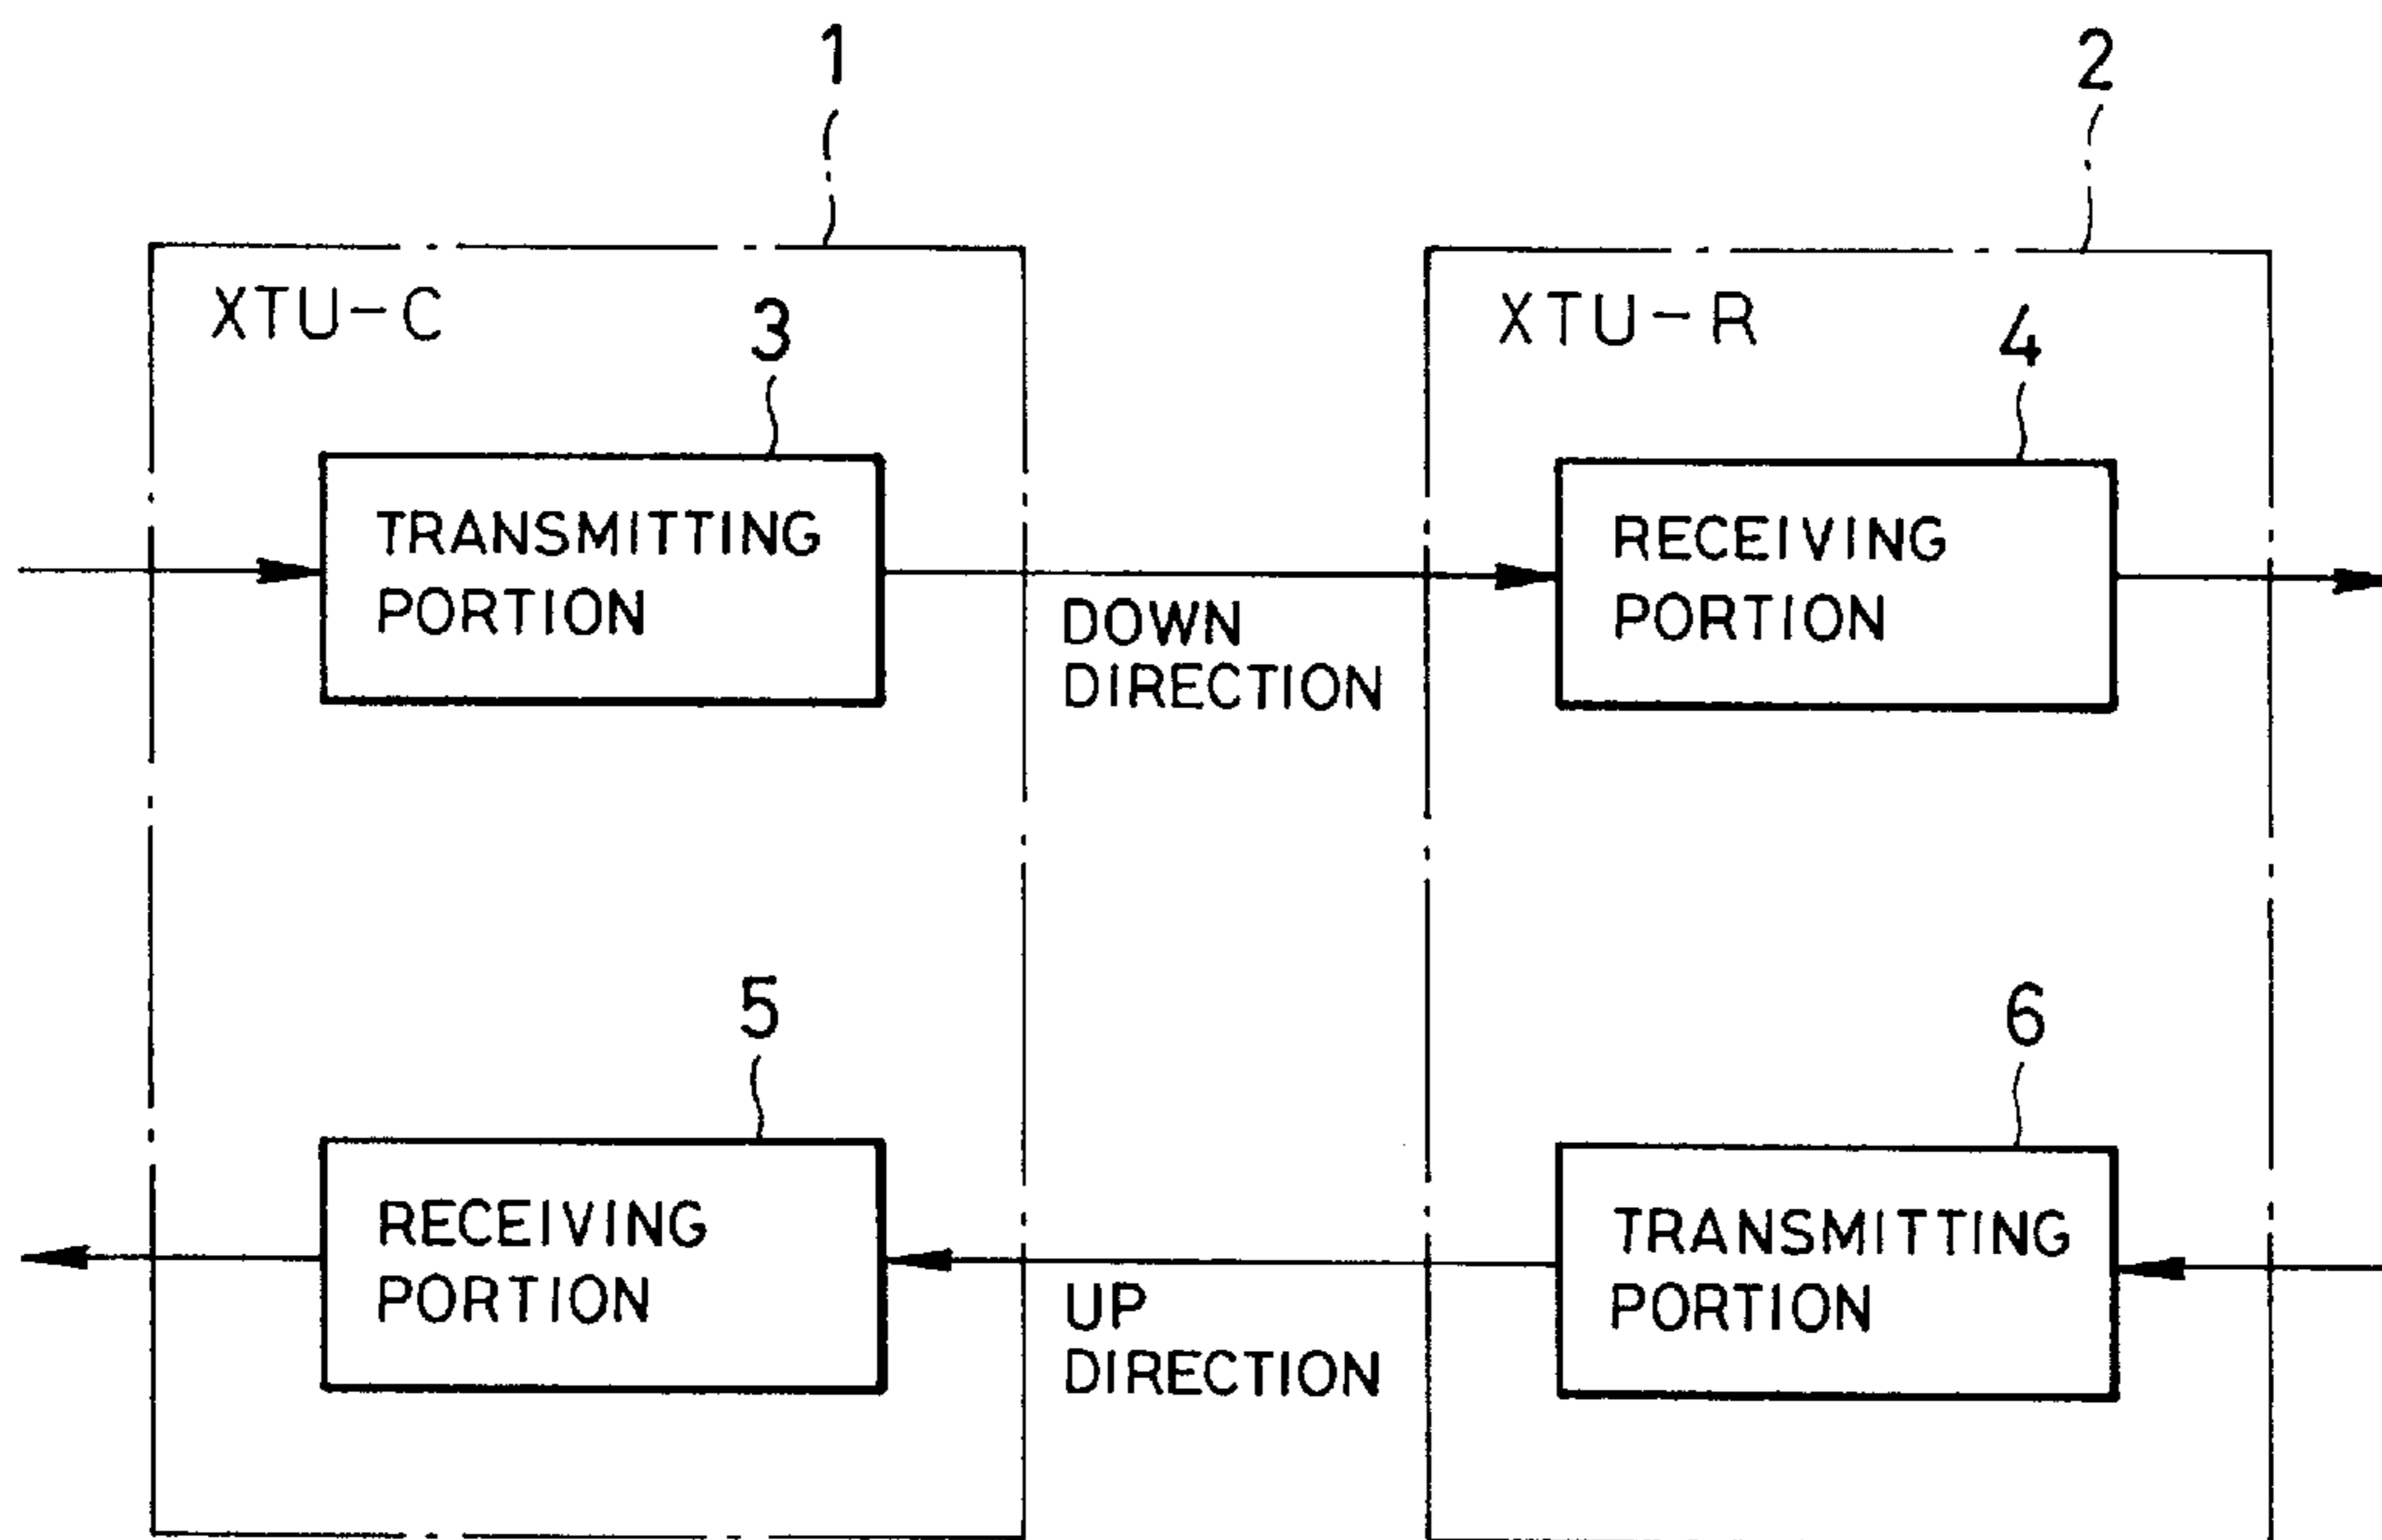 1
2
XTU-C
XTU-R
3
4
TRANSMITTING
PORTION
RECEIVING
PORTION
DOWN
DIRECTION
5
6
RECEIVING
PORTION
TRANSMITTING
PORTION
UP
DIRECTION